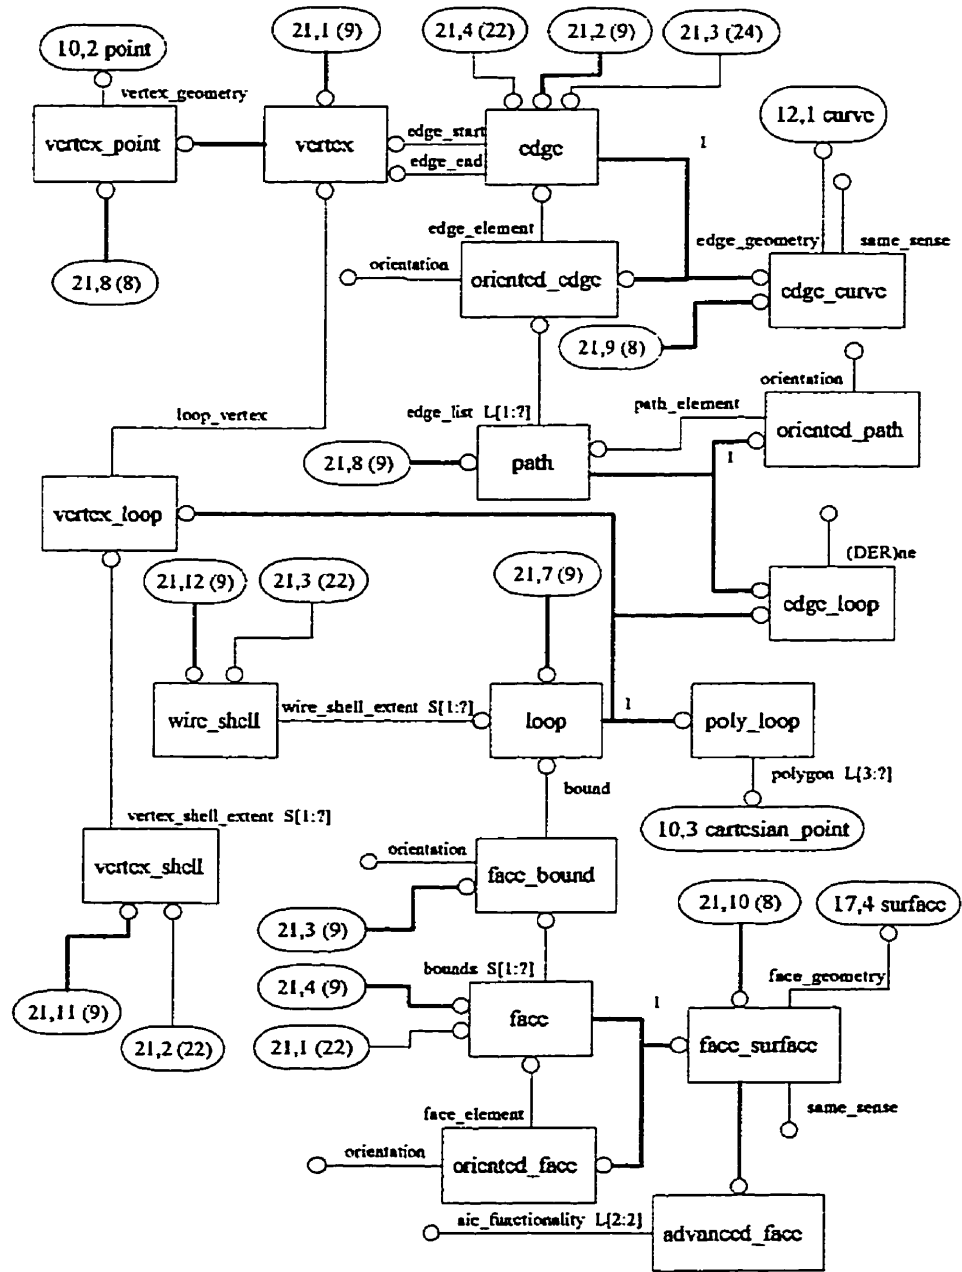 21,1 (9)
21,4 (22)
21,2 (9)
21,3 (24)
10,2 point
vertex_geometry
12,1 curve
vertex_point
vertex
edge_start
edge_end
edge
1
edge_element
edge_geometry
same_sense
orientation
oriented_edge
edge_curve
21,8 (8)
21,9 (8)
orientation
loop_vertex
edge_list L[1:?]
path_element
oriented_path
21,8 (9)
path
1
vertex_loop
(DER)ne
21,12 (9)
21,3 (22)
21,7 (9)
edge_loop
wire_shell
wire_shell_extent S[1:?]
loop
1
poly_loop
polygon L[3:?]
bound
vertex_shell_extent S[1:?]
10,3 cartesian_point
orientation
vertex_shell
face_bound
21,10 (8)
17,4 surface
21,3 (9)
bounds S[1:?]
face_geometry
21,4 (9)
21,11 (9)
face
1
21,2 (22)
21,1 (22)
face_surface
face_element
same_sense
orientation
oriented_face
aic_functionality L[2:2]
advanced_face